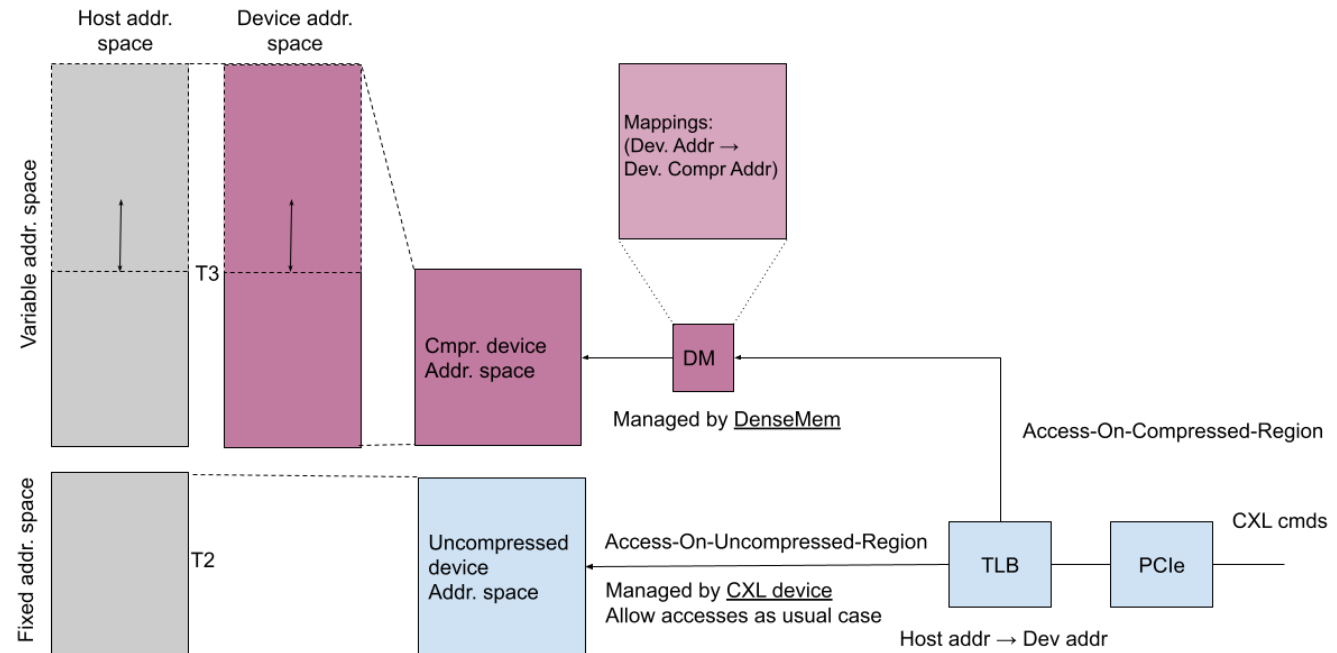 Host addr.
space
Device addr.
space
Variable addr. space
T3
Mappings:
(Dev. Addr →
Dev. Compr Addr)
Cmpr. device
Addr. space
DM
Managed by DenseMem
Access-On-Compressed-Region
Fixed addr. space
T2
Uncompressed
device
Addr. space
Access-On-Uncompressed-Region
Managed by CXL device
Allow accesses as usual case
TLB
PCIe
CXL cmds
Host addr → Dev addr